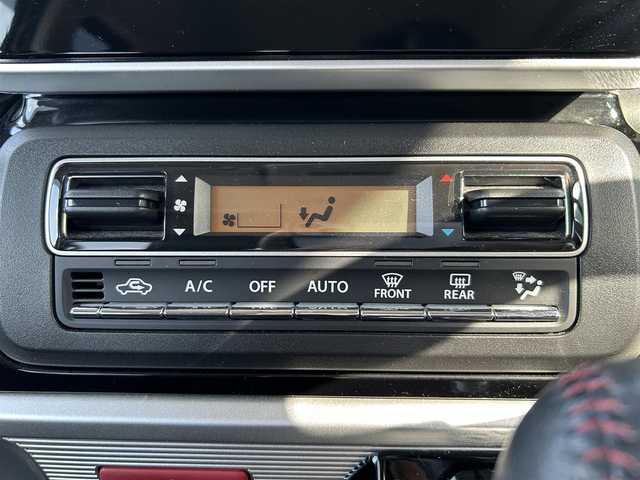 A/C OFF AUTO FRONT REAR